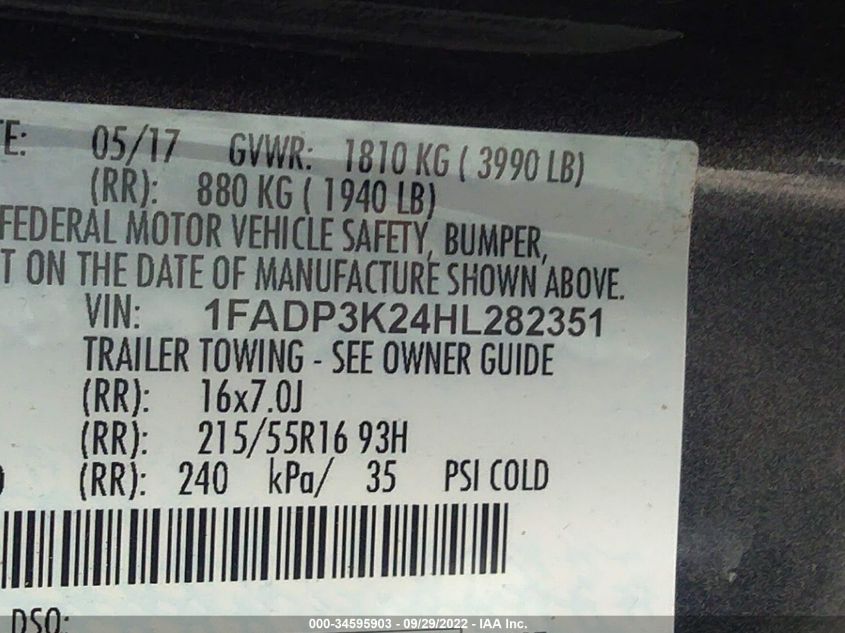 TE: 05/17 GVWR: 1810 KG ( 3990 LB)
(RR): 880 KG ( 1940 LB)
FEDERAL MOTOR VEHICLE SAFETY, BUMPER,
T ON THE DATE OF MANUFACTURE SHOWN ABOVE.
VIN: 1FADP3K24HL282351
TRAILER TOWING - SEE OWNER GUIDE
(RR): 16x7.0J
(RR): 215/55R16 93H
(RR): 240 kPa/ 35 PSI COLD
DSO:
000-34595903 - 09/29/2022 - IAA Inc.